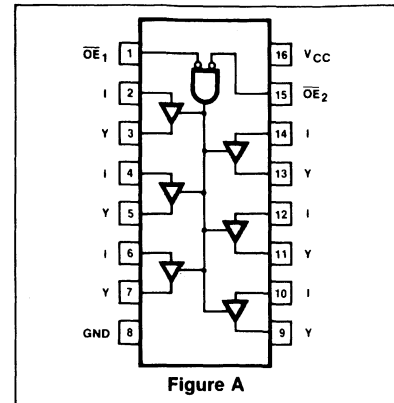 OE1 1 16 VCC
I 2 15 OE2
Y 3 14 I
I 4 13 Y
Y 5 12 I
I 6 11 Y
Y 7 10 I
GND 8 9 Y
Figure A